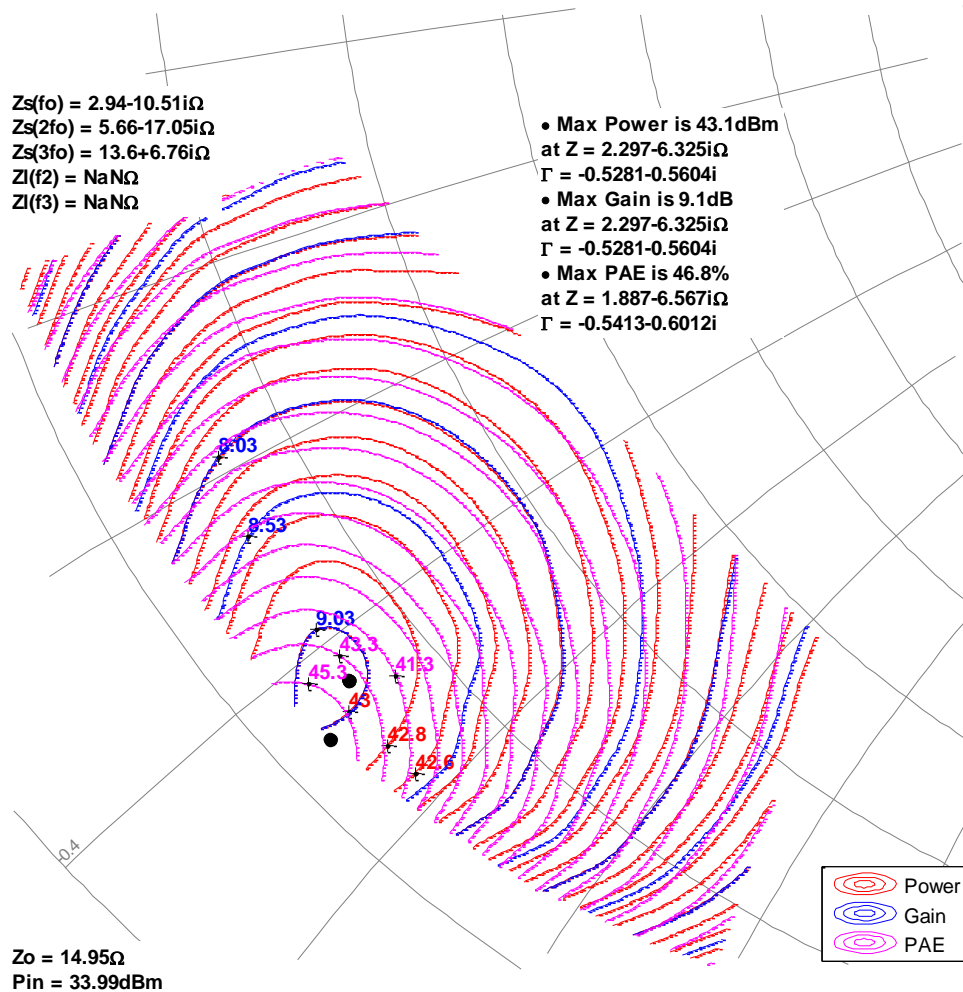 Zs(fo) = 2.94-10.51iΩ
Zs(2fo) = 5.66-17.05iΩ
Zs(3fo) = 13.6+6.76iΩ
Zl(f2) = NaNΩ
Zl(f3) = NaNΩ
• Max Power is 43.1dBm
at Z = 2.297-6.325iΩ
Γ = -0.5281-0.5604i
• Max Gain is 9.1dB
at Z = 2.297-6.325iΩ
Γ = -0.5281-0.5604i
• Max PAE is 46.8%
at Z = 1.887-6.567iΩ
Γ = -0.5413-0.6012i
8.03
8.53
9.03
43.3
45.3
41.3
43
42.8
42.6
-0.4
Power
Gain
PAE
Zo = 14.95Ω
Pin = 33.99dBm